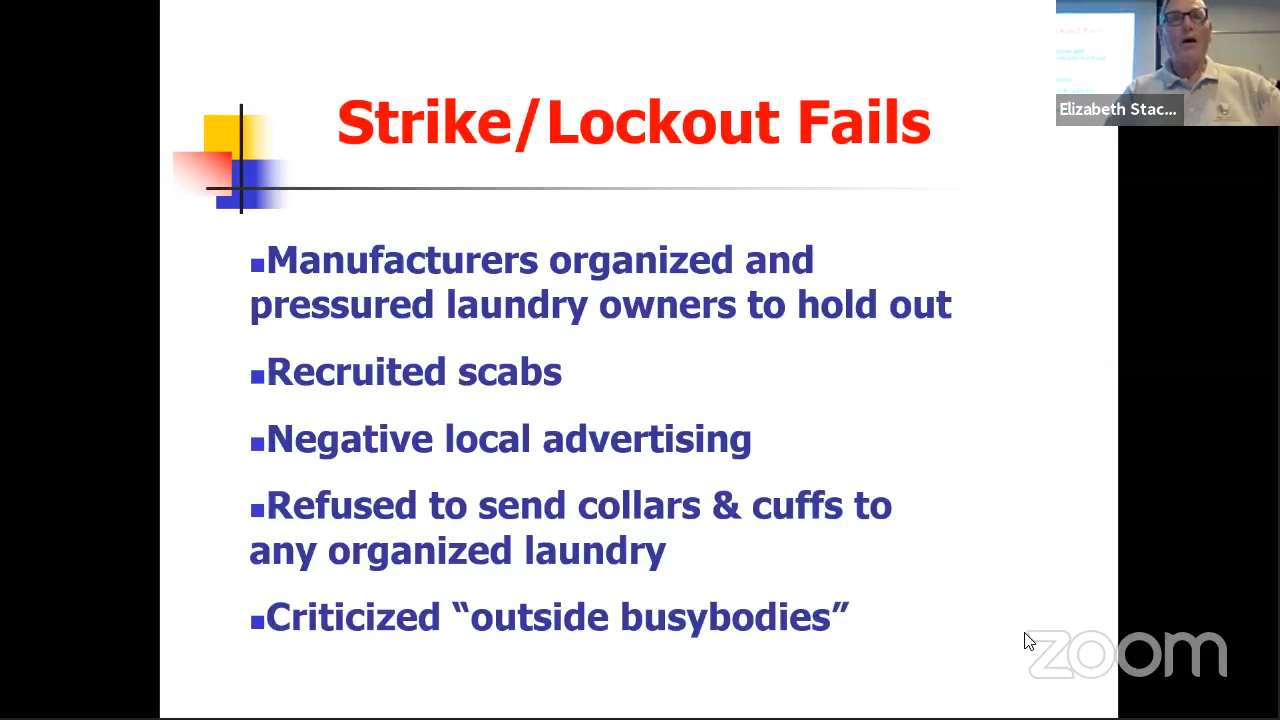 Strike/Lockout Fails
Elizabeth Stac...
■Manufacturers organized and
pressured laundry owners to hold out
■Recruited scabs
■Negative local advertising
■Refused to send collars & cuffs to
any organized laundry
■Criticized “outside busybodies”
zoom